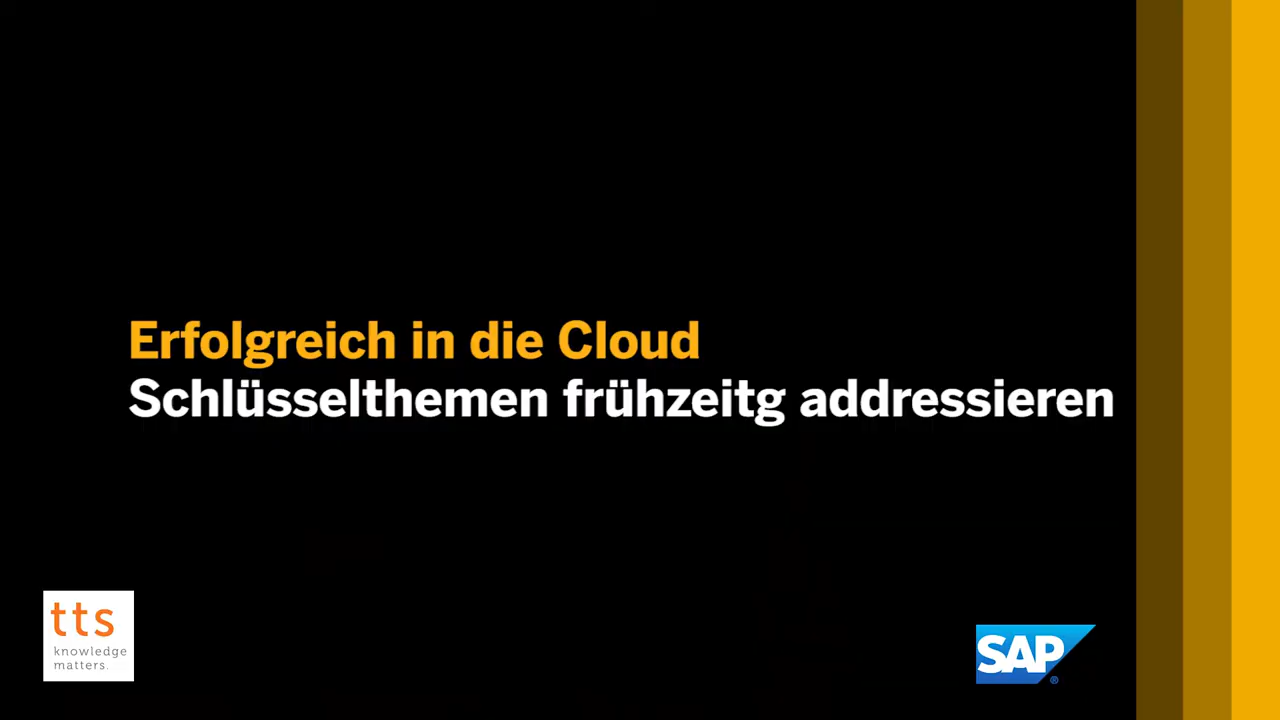 Erfolgreich in die Cloud
Schlüsselthemen frühzeitg addressieren
tts
knowledge
matters.
SAP
®